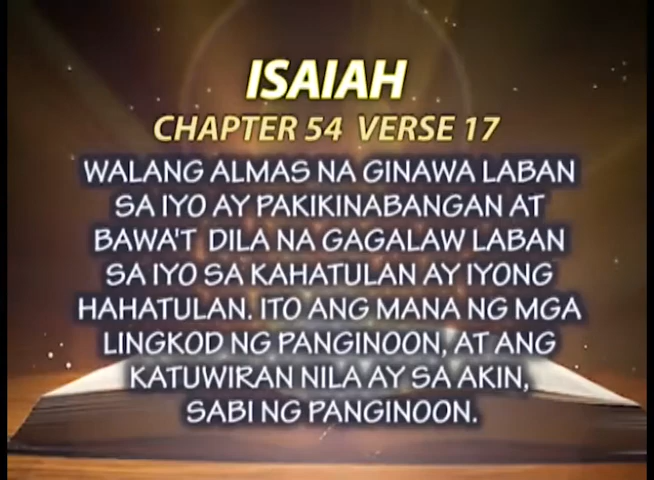 ISAIAH
CHAPTER 54 VERSE 17
WALANG ALMAS NA GINAWA LABAN
SA IYO AY PAKIKINABANGAN AT
BAWA'T DILA NA GAGALAW LABAN
SA IYO SA KAHATULAN AY IYONG
HAHATULAN. ITO ANG MANA NG MGA
LINGKOD NG PANGINOON, AT ANG
KATUWIRAN NILA AY SA AKIN,
SABI NG PANGINOON.